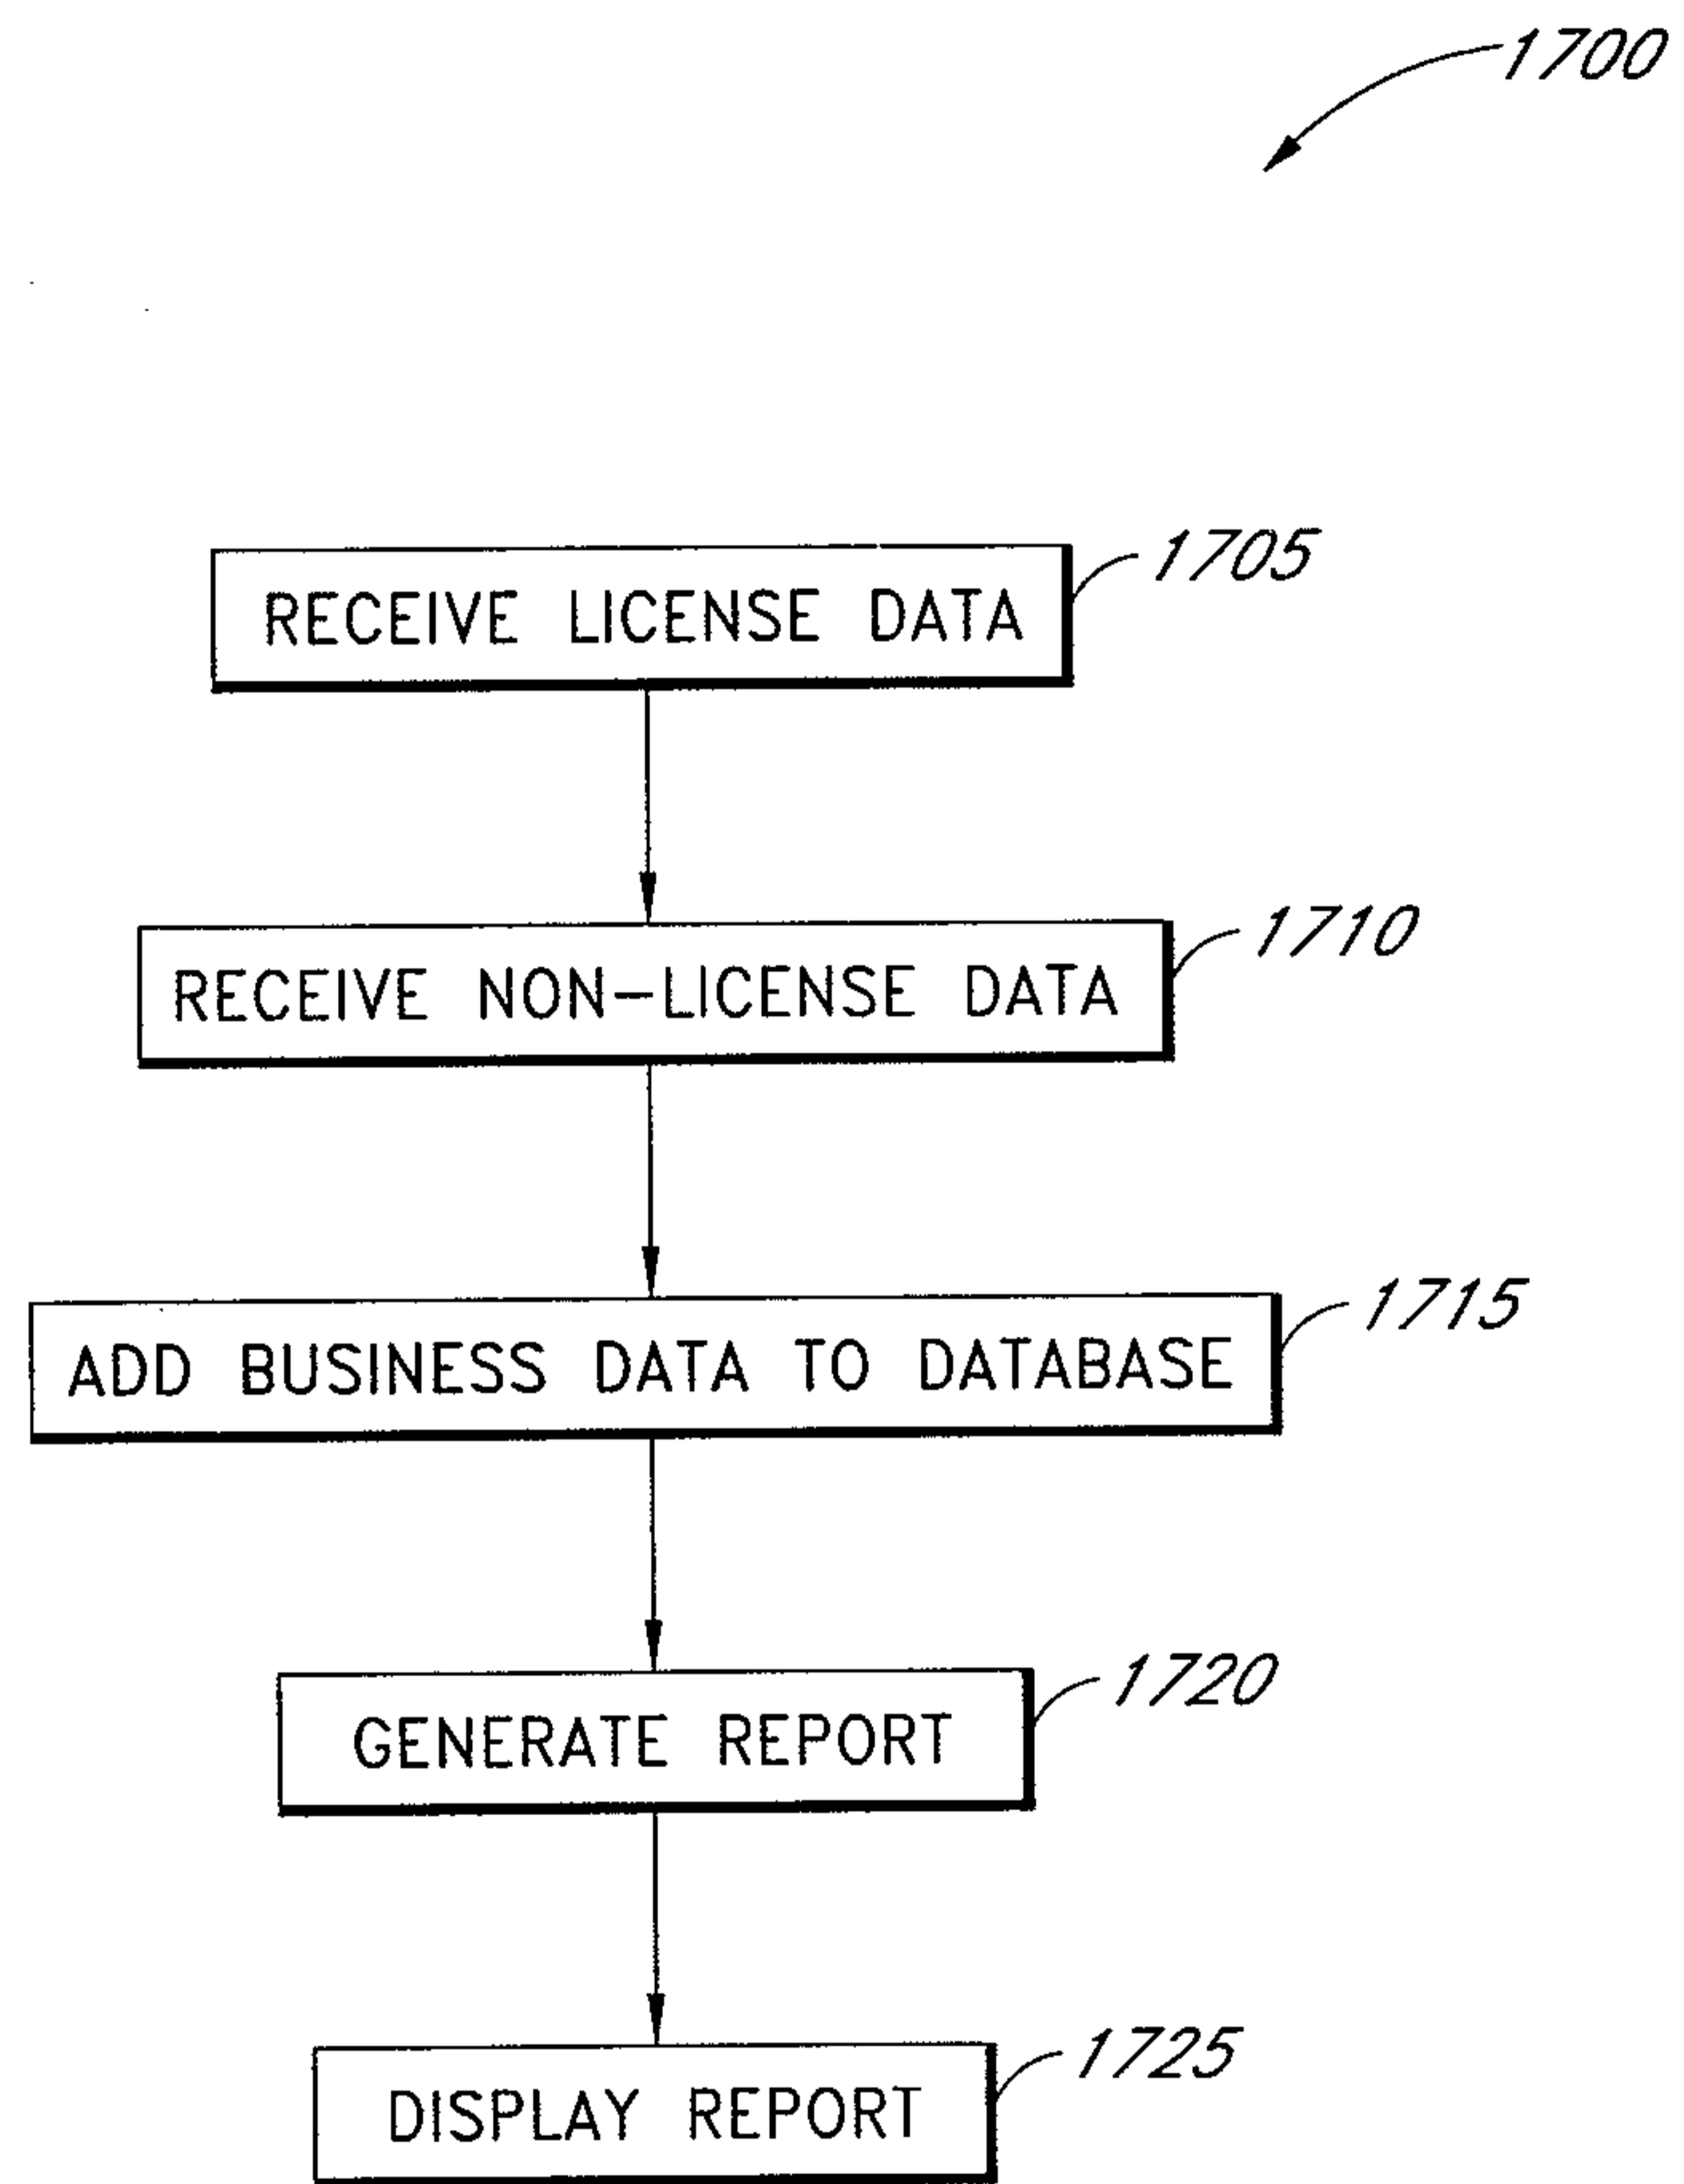 1700
RECEIVE LICENSE DATA
1705
RECEIVE NON-LICENSE DATA
1710
ADD BUSINESS DATA TO DATABASE
1715
GENERATE REPORT
1720
DISPLAY REPORT
1725